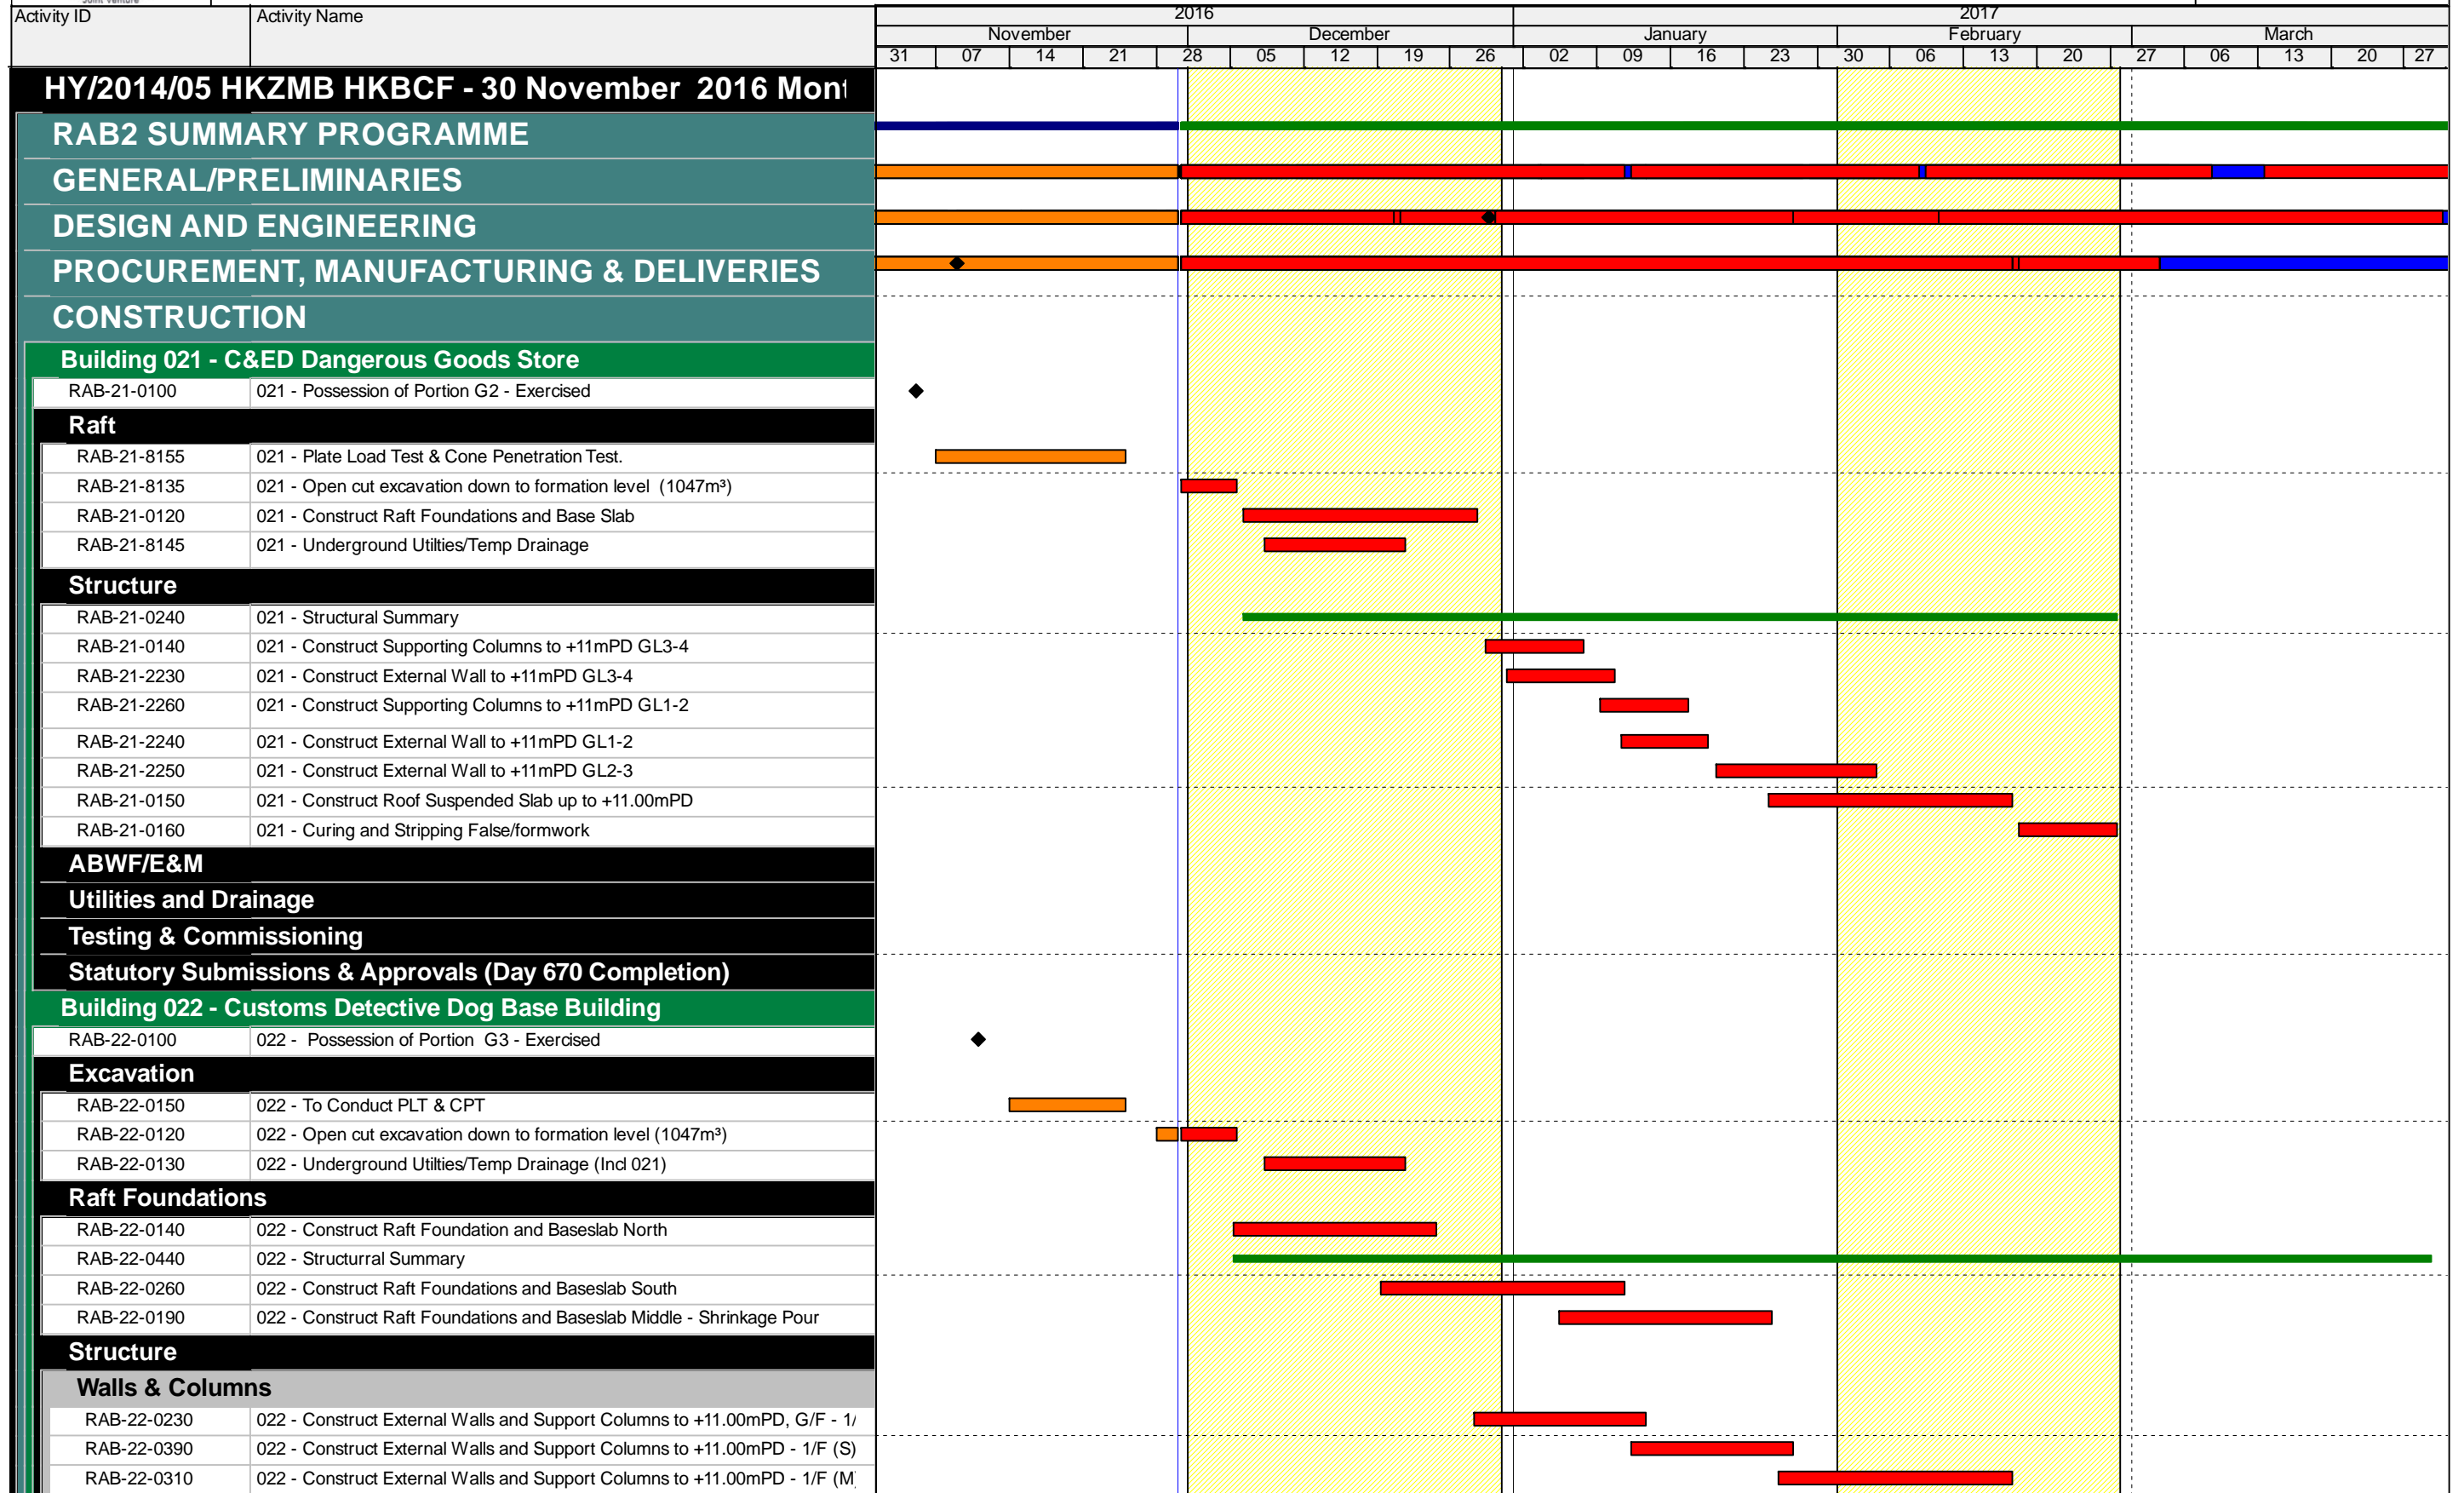 Joint Venture
Activity ID Activity Name 2016 2017
November December January February March
31 07 14 21 28 05 12 19 26 02 09 16 23 30 06 13 20 27 06 13 20 27
HY/2014/05 HKZMB HKBCF - 30 November 2016 Mont
RAB2 SUMMARY PROGRAMME
GENERAL/PRELIMINARIES
DESIGN AND ENGINEERING
PROCUREMENT, MANUFACTURING & DELIVERIES
CONSTRUCTION
Building 021 - C&ED Dangerous Goods Store
RAB-21-0100 021 - Possession of Portion G2 - Exercised
Raft
RAB-21-8155 021 - Plate Load Test & Cone Penetration Test.
RAB-21-8135 021 - Open cut excavation down to formation level (1047m³)
RAB-21-0120 021 - Construct Raft Foundations and Base Slab
RAB-21-8145 021 - Underground Utilties/Temp Drainage
Structure
RAB-21-0240 021 - Structural Summary
RAB-21-0140 021 - Construct Supporting Columns to +11mPD GL3-4
RAB-21-2230 021 - Construct External Wall to +11mPD GL3-4
RAB-21-2260 021 - Construct Supporting Columns to +11mPD GL1-2
RAB-21-2240 021 - Construct External Wall to +11mPD GL1-2
RAB-21-2250 021 - Construct External Wall to +11mPD GL2-3
RAB-21-0150 021 - Construct Roof Suspended Slab up to +11.00mPD
RAB-21-0160 021 - Curing and Stripping False/formwork
ABWF/E&M
Utilities and Drainage
Testing & Commissioning
Statutory Submissions & Approvals (Day 670 Completion)
Building 022 - Customs Detective Dog Base Building
RAB-22-0100 022 - Possession of Portion G3 - Exercised
Excavation
RAB-22-0150 022 - To Conduct PLT & CPT
RAB-22-0120 022 - Open cut excavation down to formation level (1047m³)
RAB-22-0130 022 - Underground Utilties/Temp Drainage (Incl 021)
Raft Foundations
RAB-22-0140 022 - Construct Raft Foundation and Baseslab North
RAB-22-0440 022 - Structurral Summary
RAB-22-0260 022 - Construct Raft Foundations and Baseslab South
RAB-22-0190 022 - Construct Raft Foundations and Baseslab Middle - Shrinkage Pour
Structure
Walls & Columns
RAB-22-0230 022 - Construct External Walls and Support Columns to +11.00mPD, G/F - 1/
RAB-22-0390 022 - Construct External Walls and Support Columns to +11.00mPD - 1/F (S)
RAB-22-0310 022 - Construct External Walls and Support Columns to +11.00mPD - 1/F (M